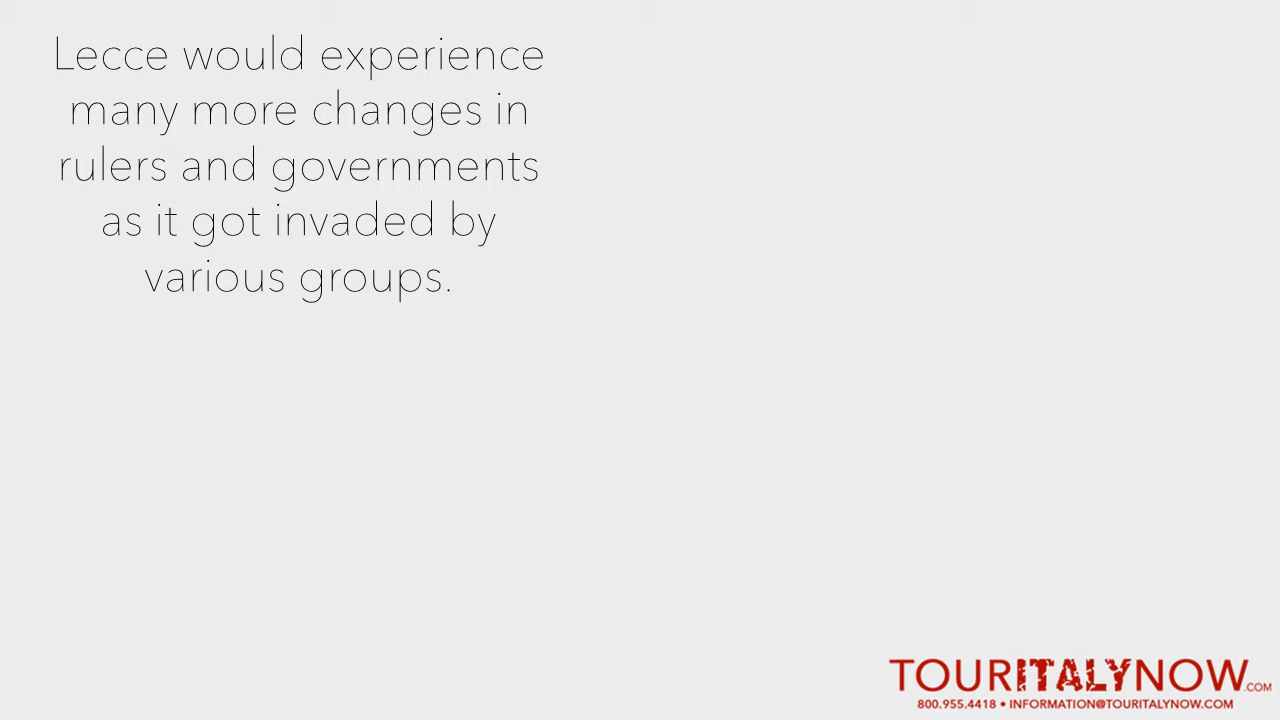 Lecce would experience
many more changes in
rulers and governments
as it got invaded by
various groups.
TOURITALYNOW.COM
800.955.4418 • INFORMATION@TOURITALYNOW.COM